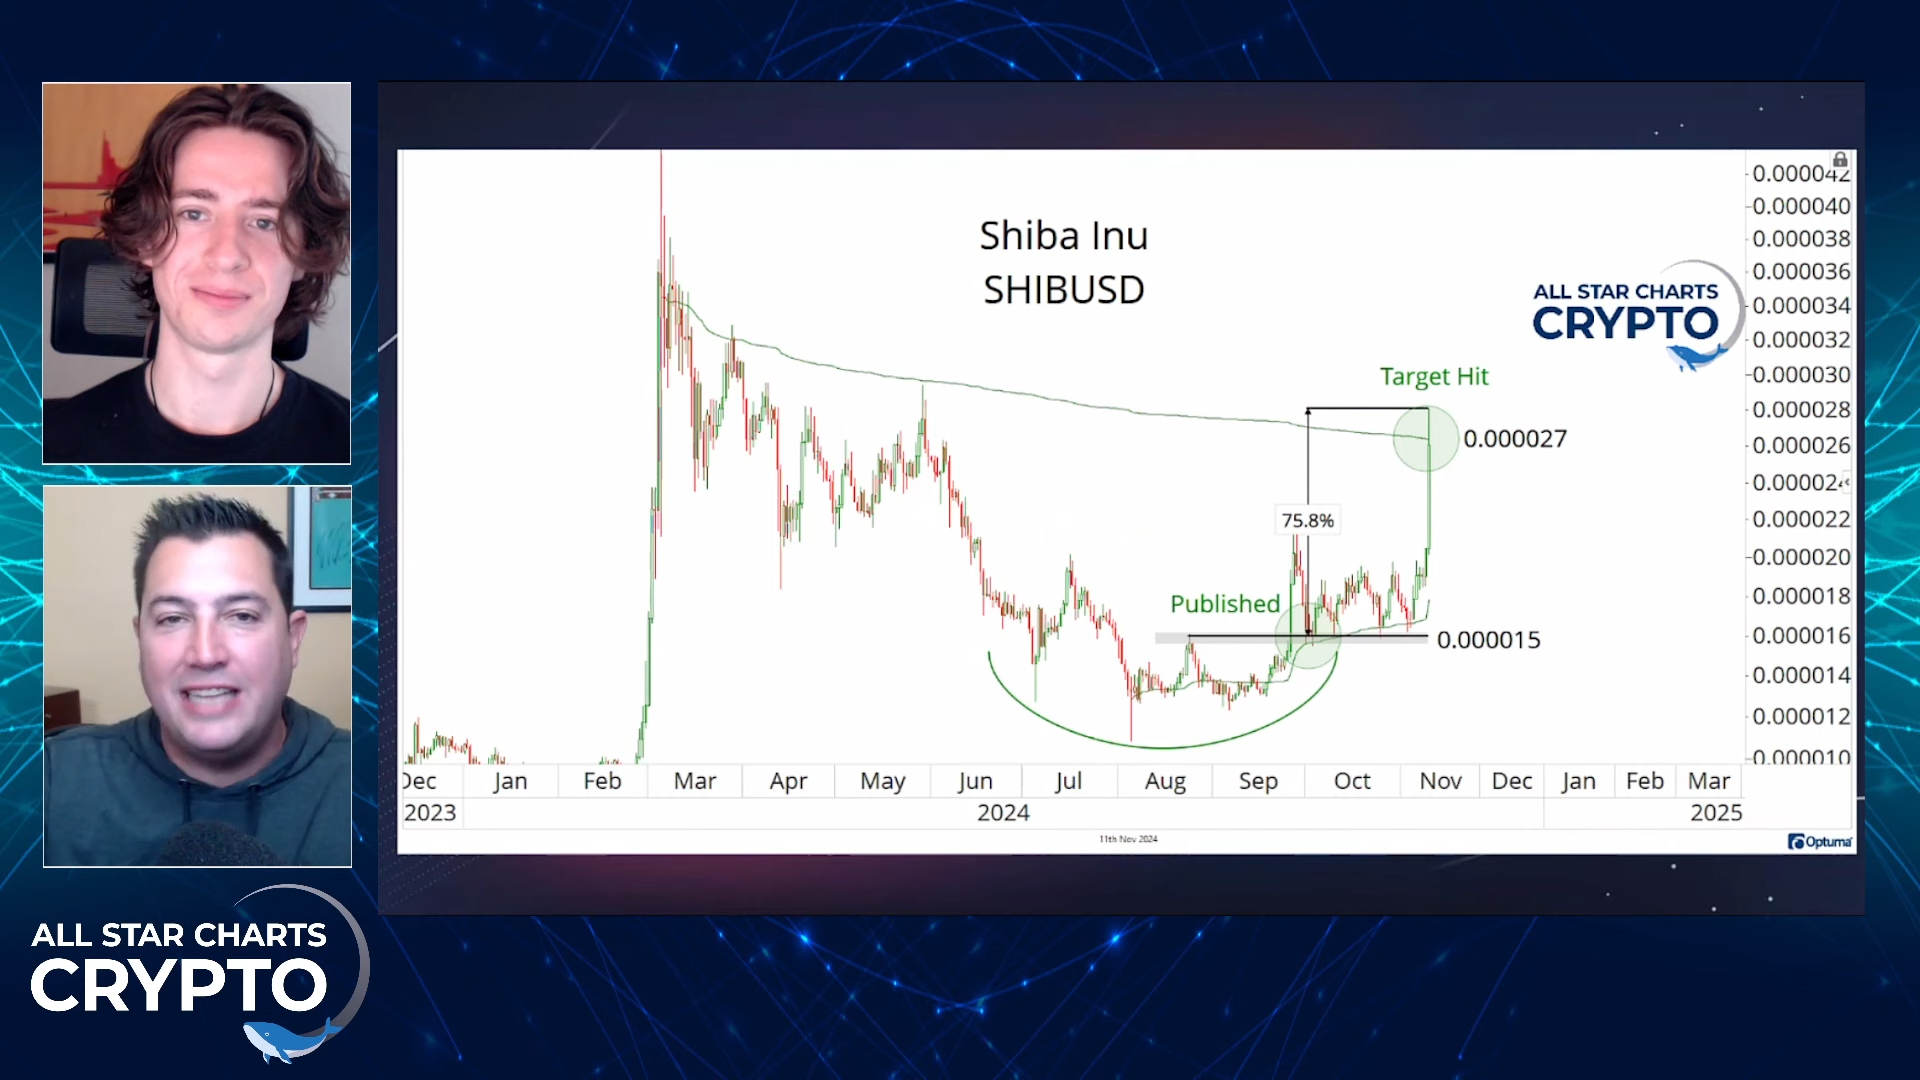 Shiba Inu
SHIBUSD
ALL STAR CHARTS
CRYPTO
Target Hit
0.000027
75.8%
Published
0.000015
0.000042
0.000040
0.000038
0.000036
0.000034
0.000032
0.000030
0.000028
0.000026
0.000024
0.000022
0.000020
0.000018
0.000016
0.000014
0.000012
0.000010
Dec Jan Feb Mar Apr May Jun Jul Aug Sep Oct Nov Dec Jan Feb Mar
2023 2024 2025
11th Nov 2024
Optuma
ALL STAR CHARTS
CRYPTO